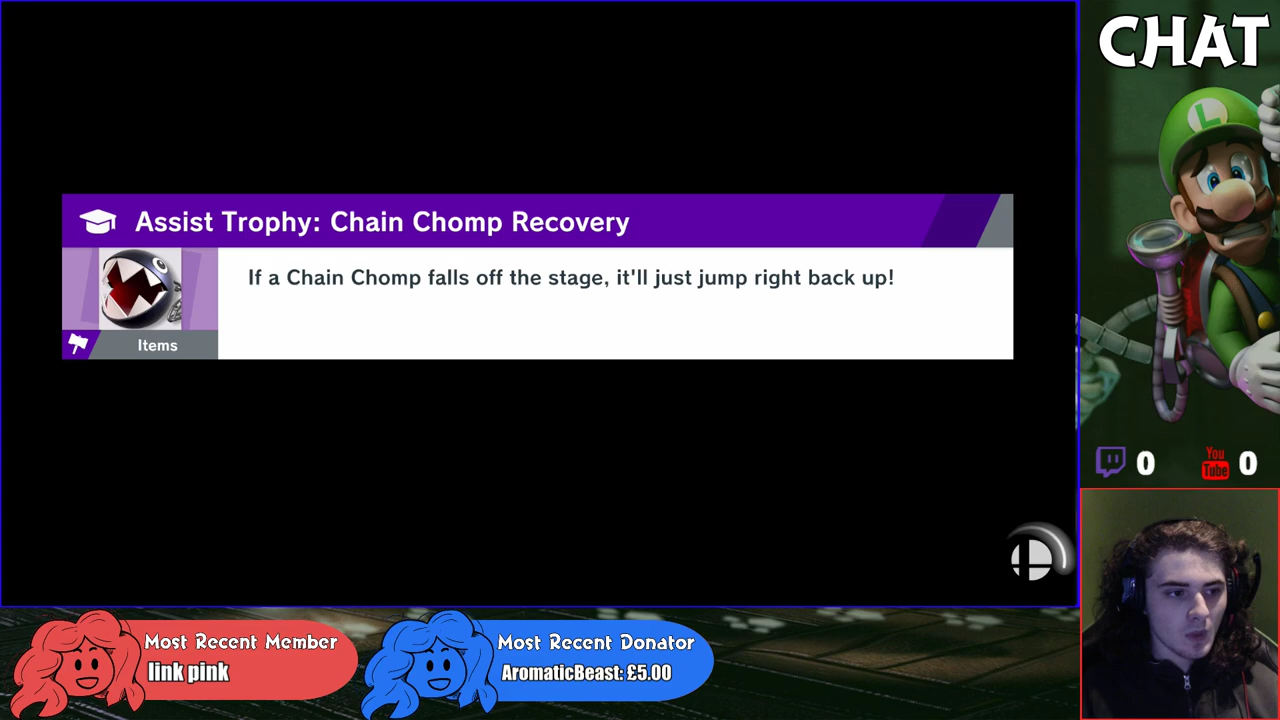 CHAT
Assist Trophy: Chain Chomp Recovery
If a Chain Chomp falls off the stage, it'll just jump right back up!
Items
L
0
You
Tube
0
Most Recent Member
link pink
Most Recent Donator
AromaticBeast: £5.00